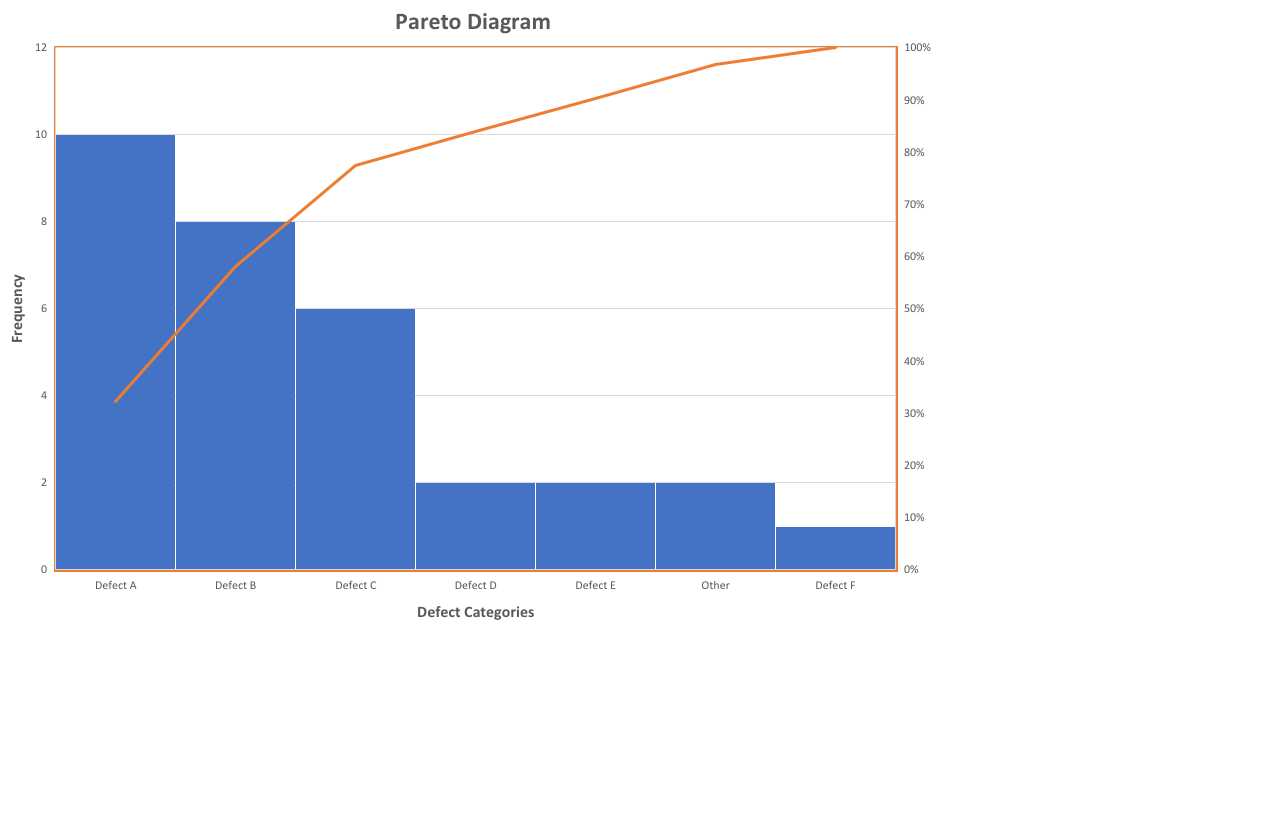 Pareto Diagram
12
10
8
6
4
2
0
Frequency
100%
90%
80%
70%
60%
50%
40%
30%
20%
10%
0%
Defect A
Defect B
Defect C
Defect D
Defect E
Other
Defect F
Defect Categories